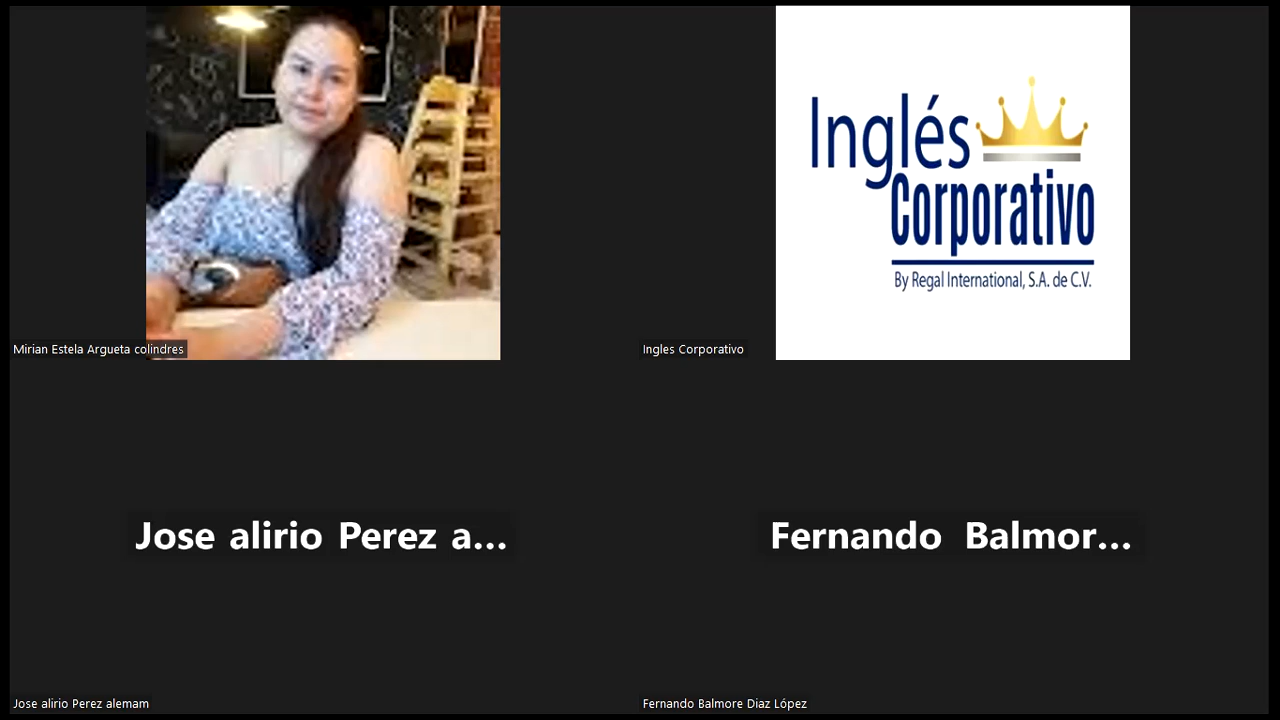 Inglés
Corporativo
By Regal International, S.A. de C.V.
Mirian Estela Argueta colindres
Ingles Corporativo
Jose alirio Perez a...
Fernando Balmor...
Jose alirio Perez alemam
Fernando Balmore Diaz López